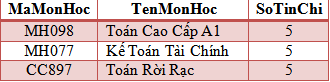 MaMonHoc TenMonHoc SoTinChi
MH098 Toán Cao Cấp A1 5
MH077 Kế Toán Tài Chính 5
CC897 Toán Rời Rạc 5